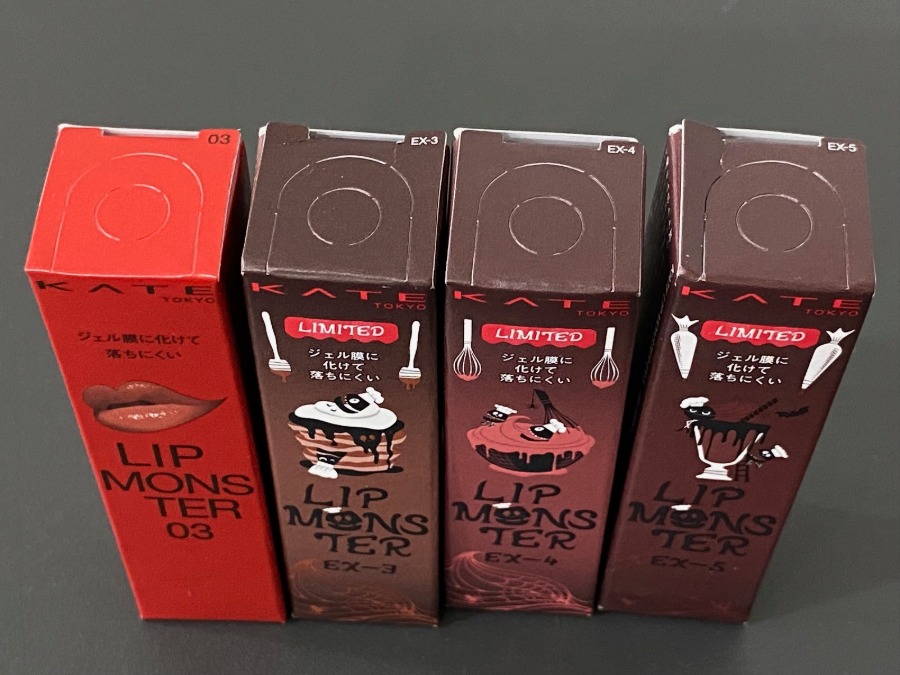 03
KATE
TOKYO
ジェル膜に化けて
落ちにくい
LIP
MONS
TER
03
EX-3
KATE
TOKYO
LIMITED
ジェル膜に
化けて
落ちにくい
LIP
MONS
TER
EX-3
EX-4
KATE
TOKYO
LIMITED
ジェル膜に
化けて
落ちにくい
LIP
MONS
TER
EX-4
EX-5
KATE
TOKYO
LIMITED
ジェル膜に
化けて
落ちにくい
LIP
MONS
TER
EX-5